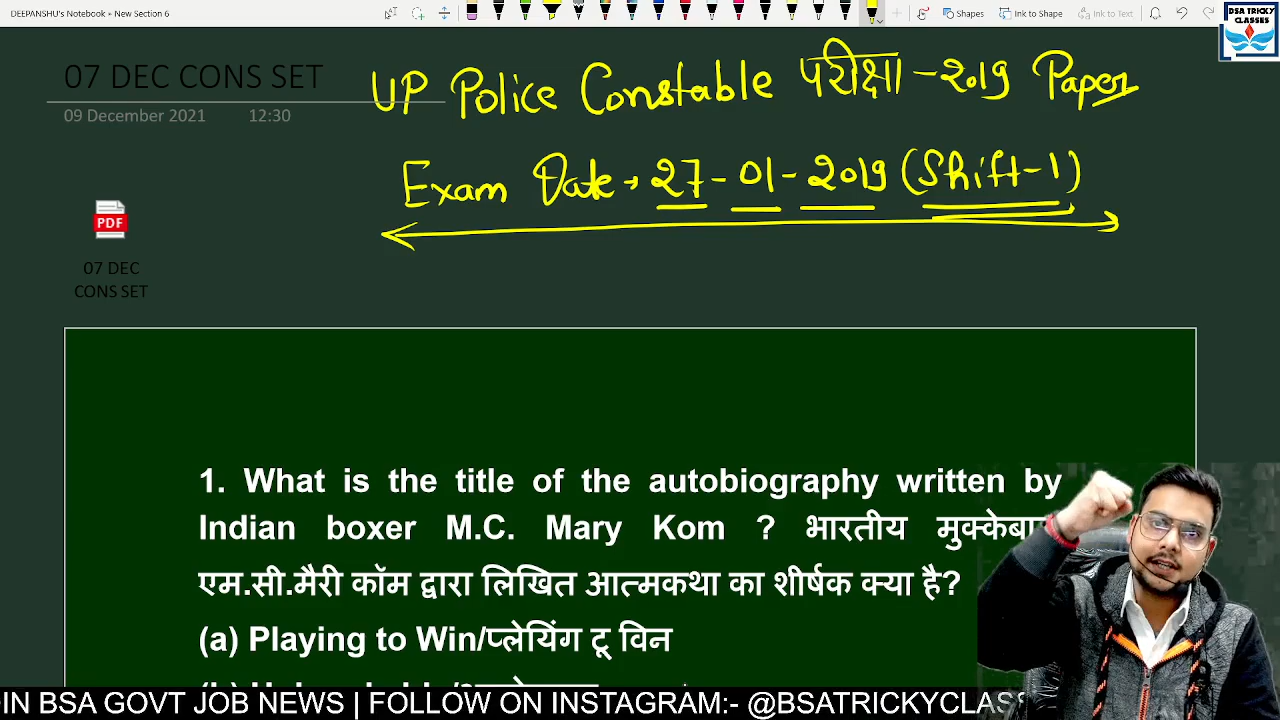 DEEPANSHU's Notebook ▸ New Section 6
Shapes
Ink to Shape
Ink to Text
BSA TRICKY
CLASSES
07 DEC CONS SET
09 December 2021 12:30
UP Police Constable परीक्षा - 2019 Paper
Exam Date → 27 - 01 - 2019 (Shift-1)
PDF
07 DEC
CONS SET
1. What is the title of the autobiography written by
Indian boxer M.C. Mary Kom ? भारतीय
एम.सी.मैरी कॉम द्वारा लिखित आत्मकथा का शीर्षक क्या है?
(a) Playing to Win/प्लेयिंग टू विन
IN BSA GOVT JOB NEWS | FOLLOW ON INSTAGRAM:- @BSATRICKYCLASS